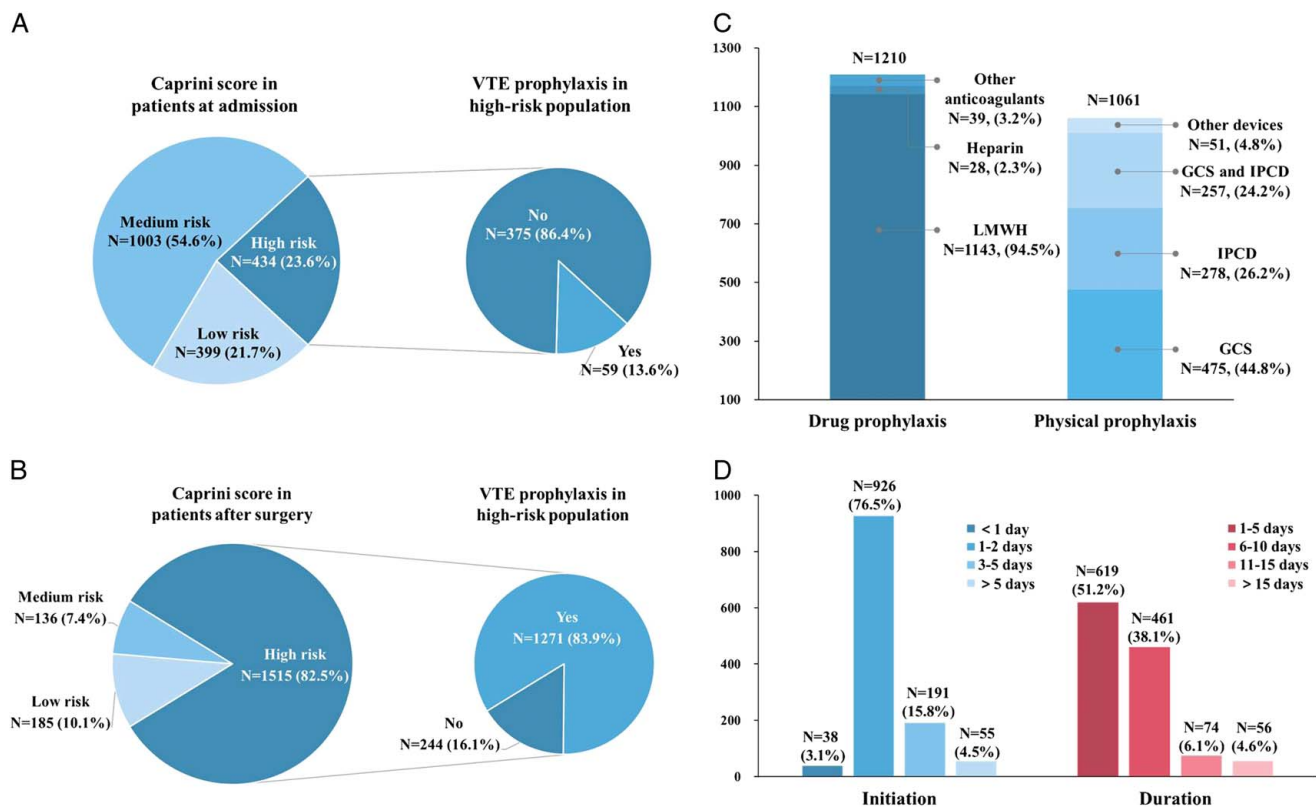 A
Caprini score in
patients at admission
VTE prophylaxis in
high-risk population
Medium risk
N=1003 (54.6%)
High risk
N=434 (23.6%)
Low risk
N=399 (21.7%)
No
N=375 (86.4%)
Yes
N=59 (13.6%)
B
Caprini score in
patients after surgery
VTE prophylaxis in
high-risk population
Medium risk
N=136 (7.4%)
High risk
N=1515 (82.5%)
Low risk
N=185 (10.1%)
Yes
N=1271 (83.9%)
No
N=244 (16.1%)
C
1300
1100
900
700
500
300
100
N=1210
Other
anticoagulants
N=39, (3.2%)
Heparin
N=28, (2.3%)
LMWH
N=1143, (94.5%)
N=1061
Other devices
N=51, (4.8%)
GCS and IPCD
N=257, (24.2%)
IPCD
N=278, (26.2%)
GCS
N=475, (44.8%)
Drug prophylaxis
Physical prophylaxis
D
1000
800
600
400
200
0
N=38
(3.1%)
N=926
(76.5%)
N=191
(15.8%)
N=55
(4.5%)
< 1 day
1-2 days
3-5 days
> 5 days
N=619
(51.2%)
N=461
(38.1%)
N=74
(6.1%)
N=56
(4.6%)
1-5 days
6-10 days
11-15 days
> 15 days
Initiation
Duration